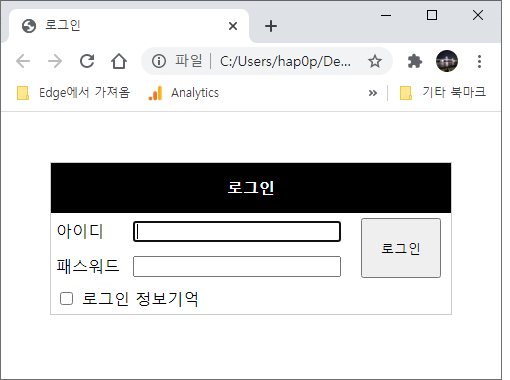 로그인
파일 C:/Users/hap0p/De...
Edge에서 가져옴 Analytics » 기타 북마크
로그인
아이디
로그인
패스워드
로그인 정보기억